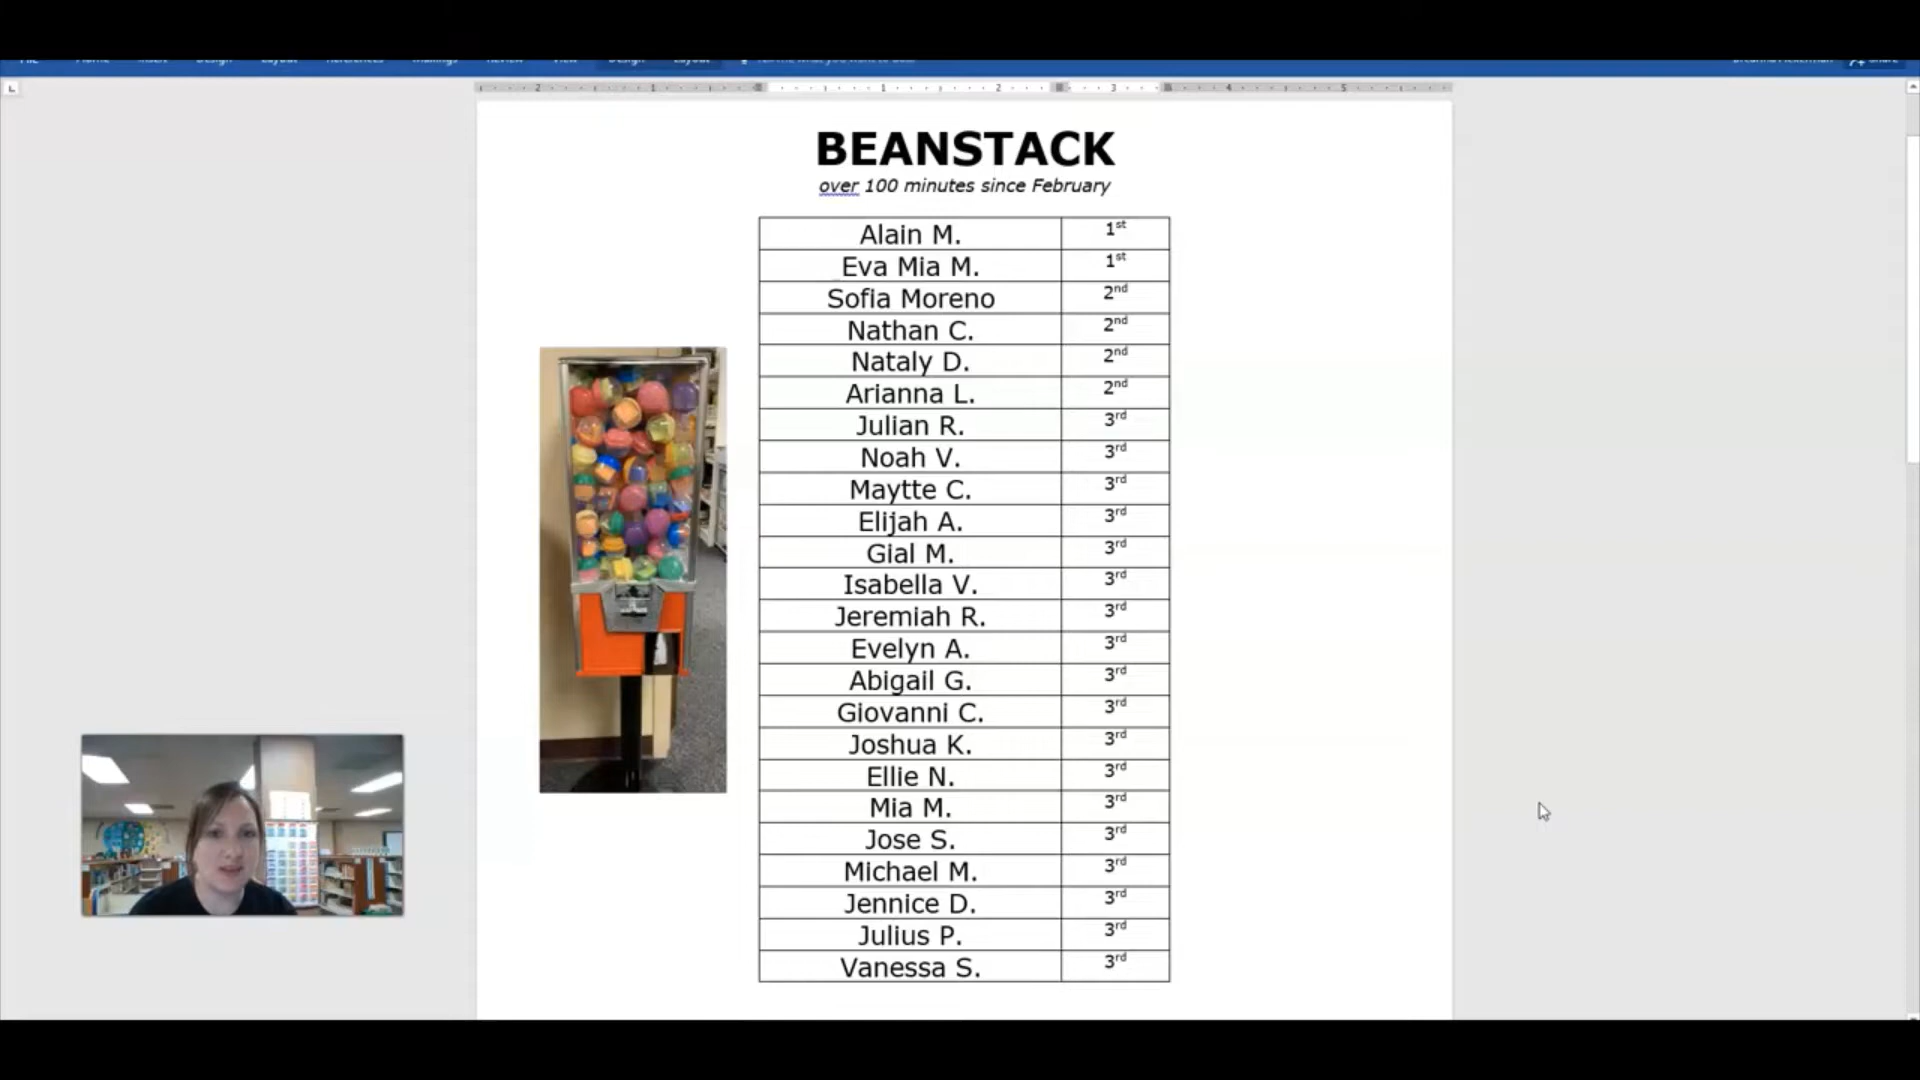 BEANSTACK
over 100 minutes since February
Alain M. 1st
Eva Mia M. 1st
Sofia Moreno 2nd
Nathan C. 2nd
Nataly D. 2nd
Arianna L. 2nd
Julian R. 3rd
Noah V. 3rd
Maytte C. 3rd
Elijah A. 3rd
Gial M. 3rd
Isabella V. 3rd
Jeremiah R. 3rd
Evelyn A. 3rd
Abigail G. 3rd
Giovanni C. 3rd
Joshua K. 3rd
Ellie N. 3rd
Mia M. 3rd
Jose S. 3rd
Michael M. 3rd
Jennice D. 3rd
Julius P. 3rd
Vanessa S. 3rd